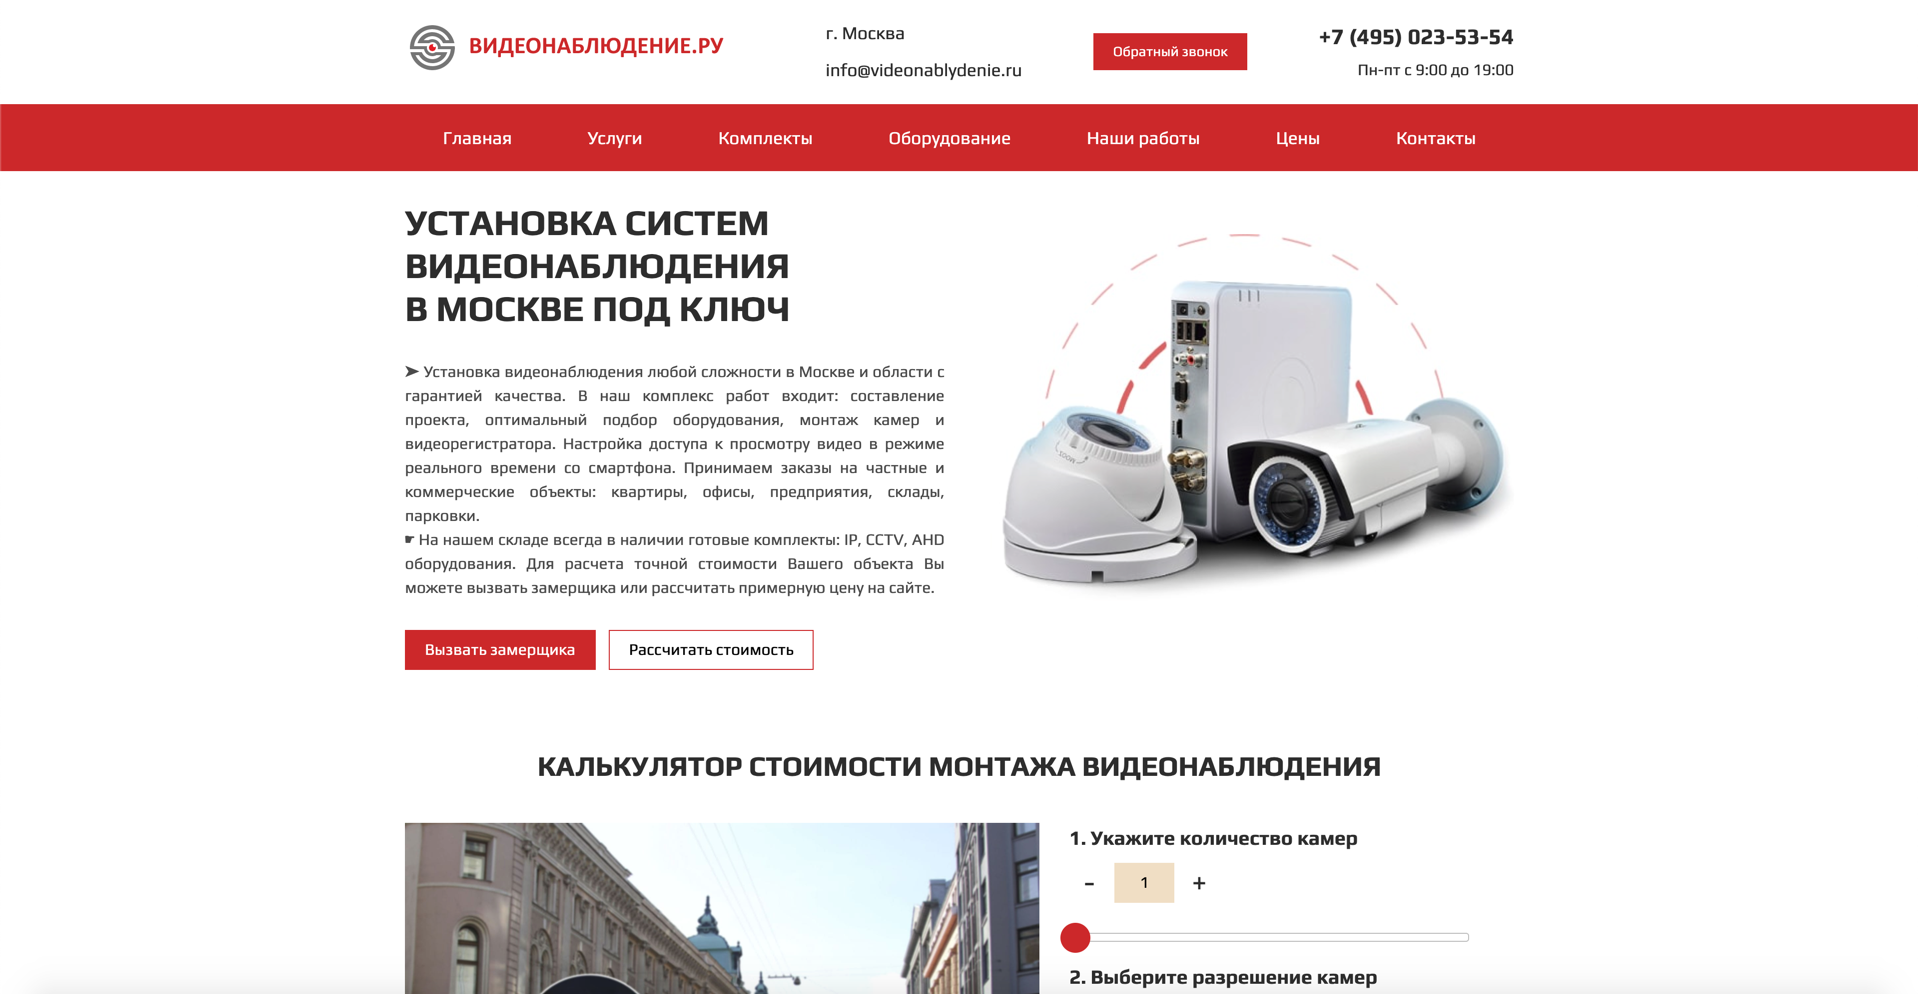 ВИДЕОНАБЛЮДЕНИЕ.РУ
г. Москва
info@videonablydenie.ru
Обратный звонок
+7 (495) 023-53-54
Пн-пт с 9:00 до 19:00
Главная Услуги Комплекты Оборудование Наши работы Цены Контакты
УСТАНОВКА СИСТЕМ
ВИДЕОНАБЛЮДЕНИЯ
В МОСКВЕ ПОД КЛЮЧ
➤ Установка видеонаблюдения любой сложности в Москве и области с
гарантией качества. В наш комплекс работ входит: составление
проекта, оптимальный подбор оборудования, монтаж камер и
видеорегистратора. Настройка доступа к просмотру видео в режиме
реального времени со смартфона. Принимаем заказы на частные и
коммерческие объекты: квартиры, офисы, предприятия, склады,
парковки.
☛ На нашем складе всегда в наличии готовые комплекты: IP, CCTV, AHD
оборудования. Для расчета точной стоимости Вашего объекта Вы
можете вызвать замерщика или рассчитать примерную цену на сайте.
Вызвать замерщика
Рассчитать стоимость
КАЛЬКУЛЯТОР СТОИМОСТИ МОНТАЖА ВИДЕОНАБЛЮДЕНИЯ
1. Укажите количество камер
- 1 +
2. Выберите разрешение камер